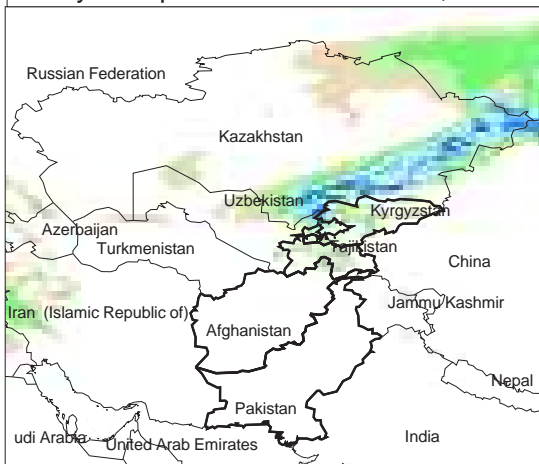 Russian Federation
Kazakhstan
Uzbekistan
Kyrgyzstan
Azerbaijan
Turkmenistan
Tajikistan
China
Iran (Islamic Republic of)
Jammu/Kashmir
Afghanistan
Nepal
Pakistan
udi Arabia
United Arab Emirates
India